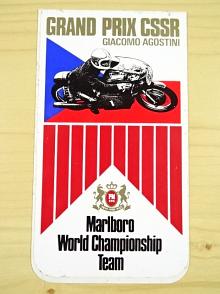 GRAND PRIX CSSR
GIACOMO AGOSTINI
Marlboro
World Championship
Team